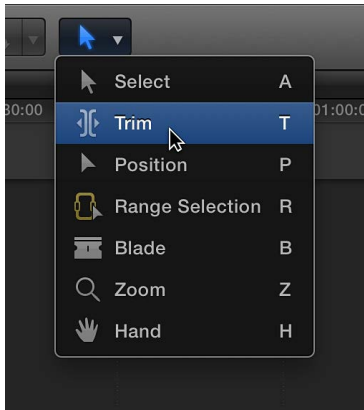 30:00
01:00:0
Select A
Trim T
Position P
Range Selection R
Blade B
Zoom Z
Hand H